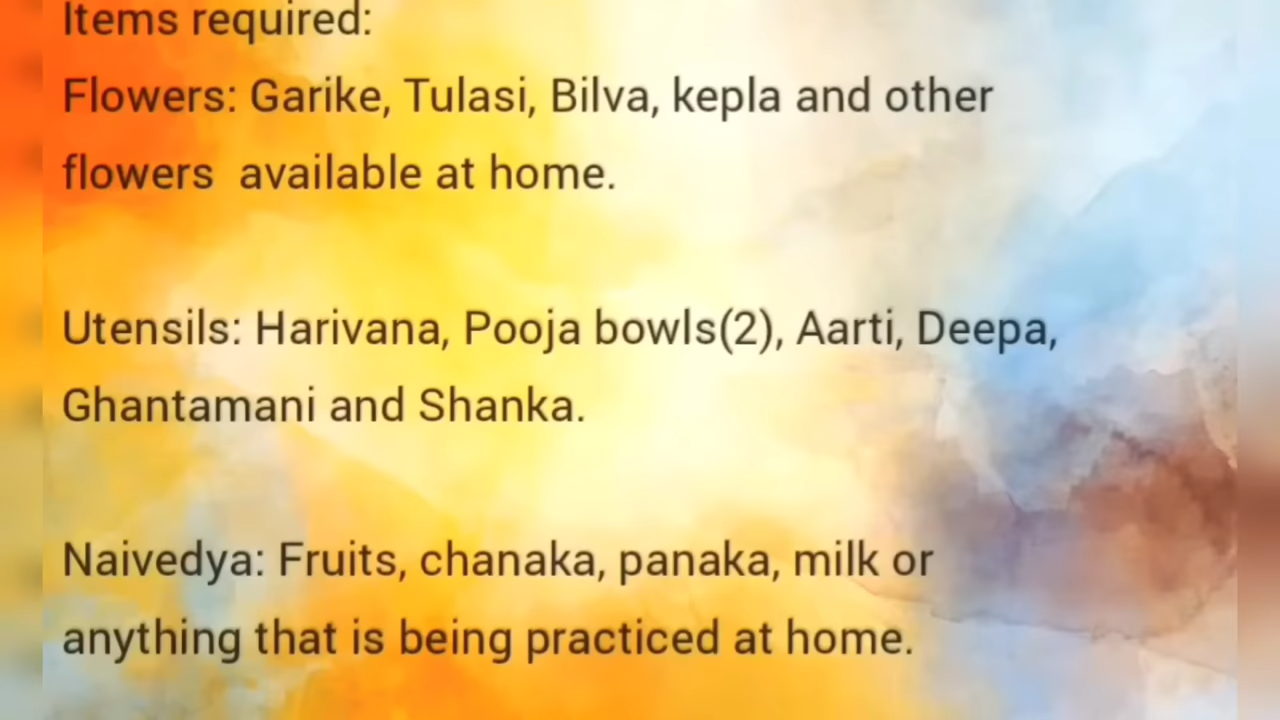 Items required:
Flowers: Garike, Tulasi, Bilva, kepla and other
flowers  available at home.
Utensils: Harivana, Pooja bowls(2), Aarti, Deepa,
Ghantamani and Shanka.
Naivedya: Fruits, chanaka, panaka, milk or
anything that is being practiced at home.